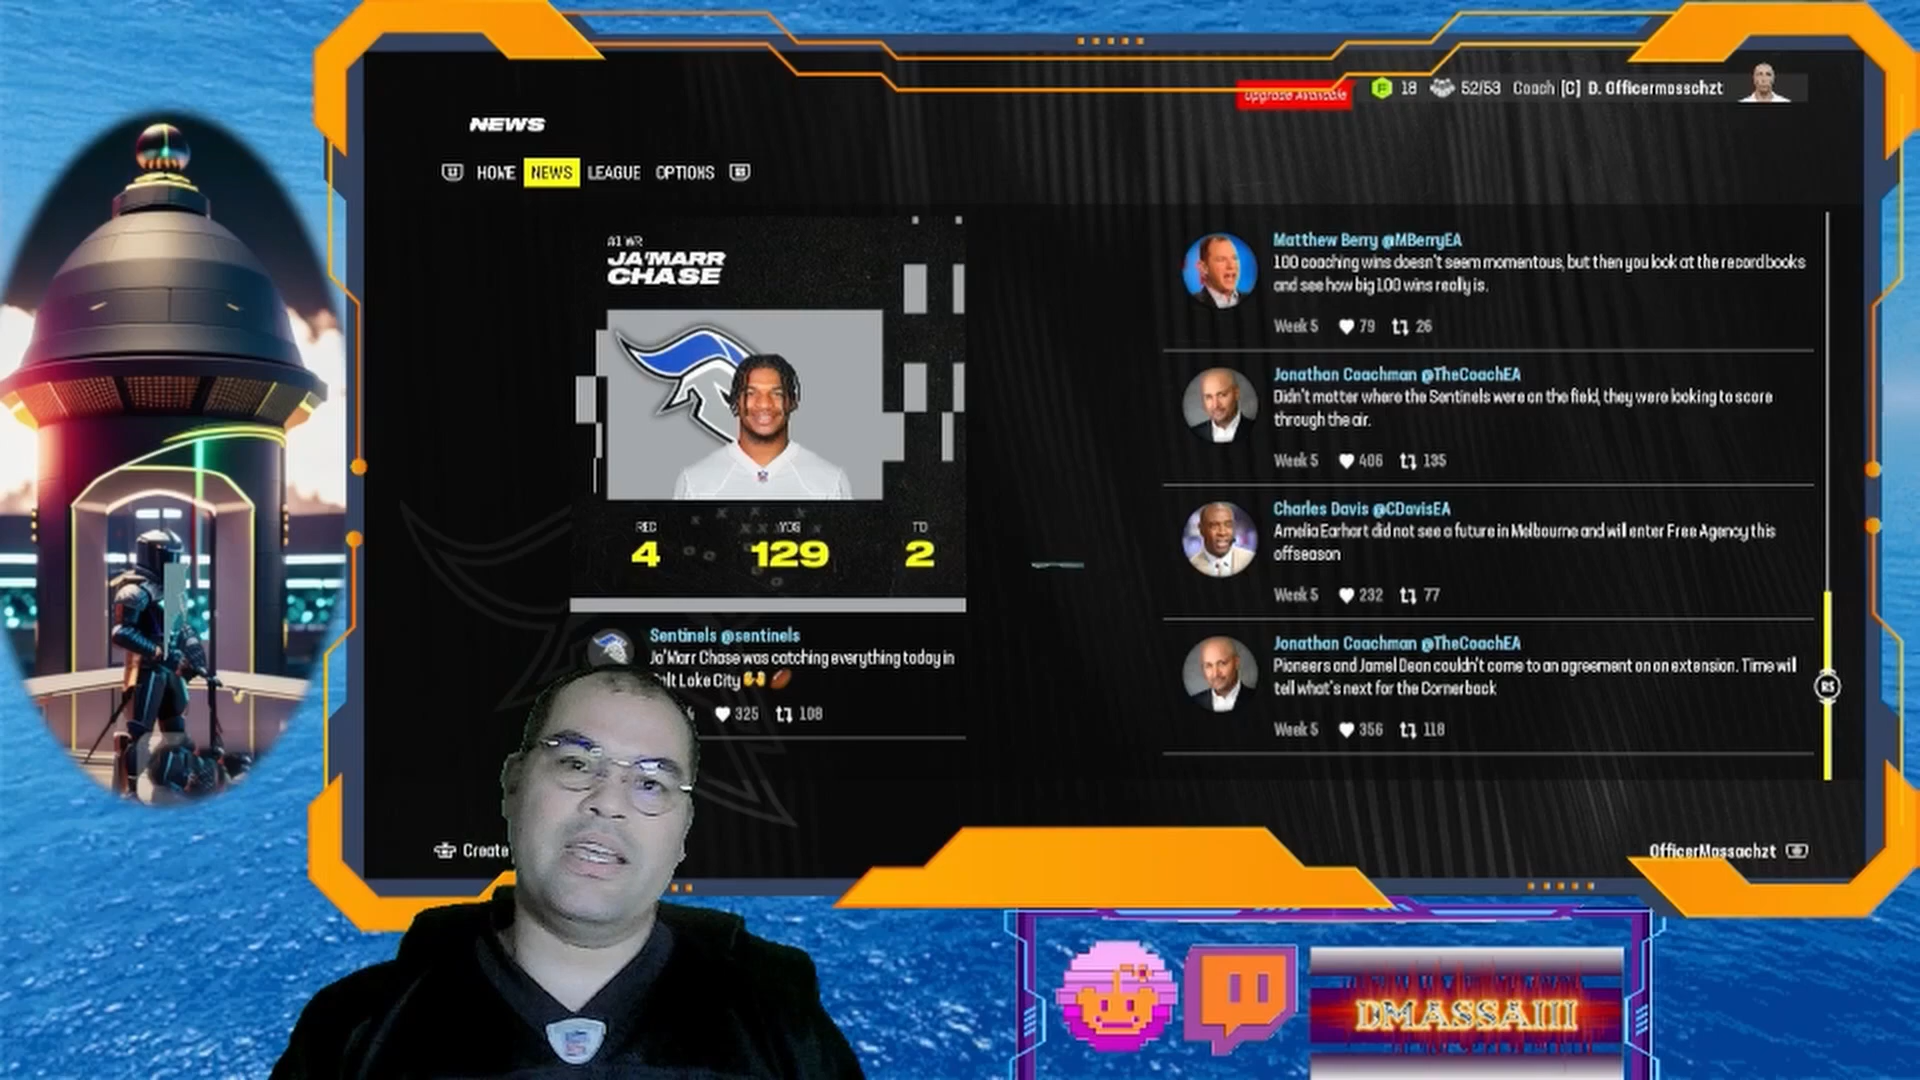 Upgrade Available
18
52/53
Coach [C] D. Officermasschzt
NEWS
HOME
NEWS
LEAGUE
OPTIONS
#1 WR
JA'MARR
CHASE
REC
YDS
TD
4
129
2
Sentinels @sentinels
Ja'Marr Chase was catching everything today in
Salt Lake City 🙌 🏈
325
108
Matthew Berry @MBerryEA
100 coaching wins doesn't seem momentous, but then you look at the record books
and see how big 100 wins really is.
Week 5
79
26
Jonathan Coachman @TheCoachEA
Didn't matter where the Sentinels were on the field, they were looking to score
through the air.
Week 5
406
135
Charles Davis @CDavisEA
Amelia Earhart did not see a future in Melbourne and will enter Free Agency this
offseason
Week 5
232
77
Jonathan Coachman @TheCoachEA
Pioneers and Jamel Dean couldn't come to an agreement on an extension. Time will
tell what's next for the Cornerback
Week 5
356
118
RS
Create
OfficerMassachzt
DMASSAIII